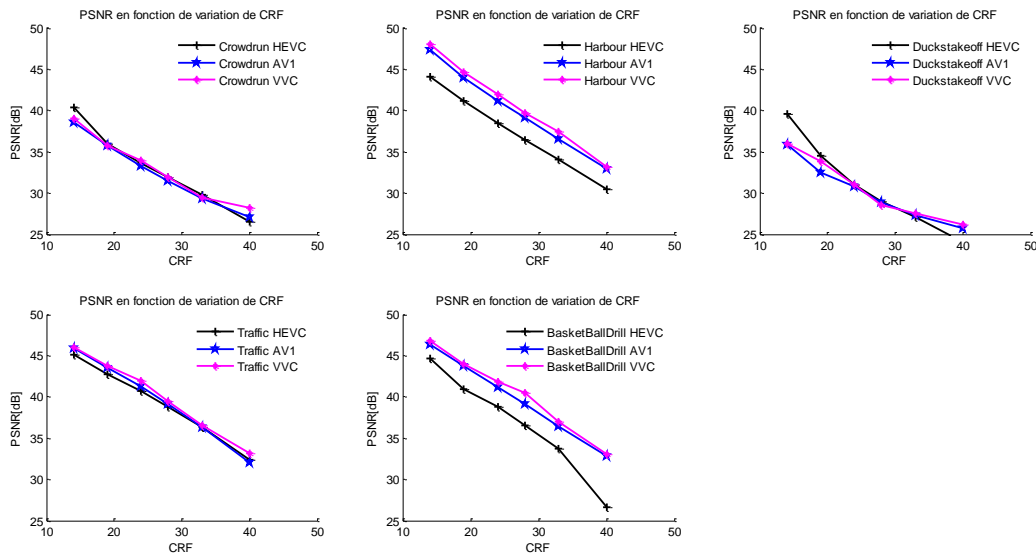 PSNR en fonction de variation de CRF
50
45
40
35
30
25
10
20
30
40
50
PSNR[dB]
CRF
Crowdrun HEVC
Crowdrun AV1
Crowdrun VVC
PSNR en fonction de variation de CRF
50
45
40
35
30
25
10
20
30
40
50
PSNR[dB]
CRF
Harbour HEVC
Harbour AV1
Harbour VVC
PSNR en fonction de variation de CRF
50
45
40
35
30
25
10
20
30
40
50
PSNR[dB]
CRF
Duckstakeoff HEVC
Duckstakeoff AV1
Duckstakeoff VVC
PSNR en fonction de variation de CRF
50
45
40
35
30
25
10
20
30
40
50
PSNR[dB]
CRF
Traffic HEVC
Traffic AV1
Traffic VVC
PSNR en fonction de variation de CRF
50
45
40
35
30
25
10
20
30
40
50
PSNR[dB]
CRF
BasketBallDrill HEVC
BasketBallDrill AV1
BasketBallDrill VVC